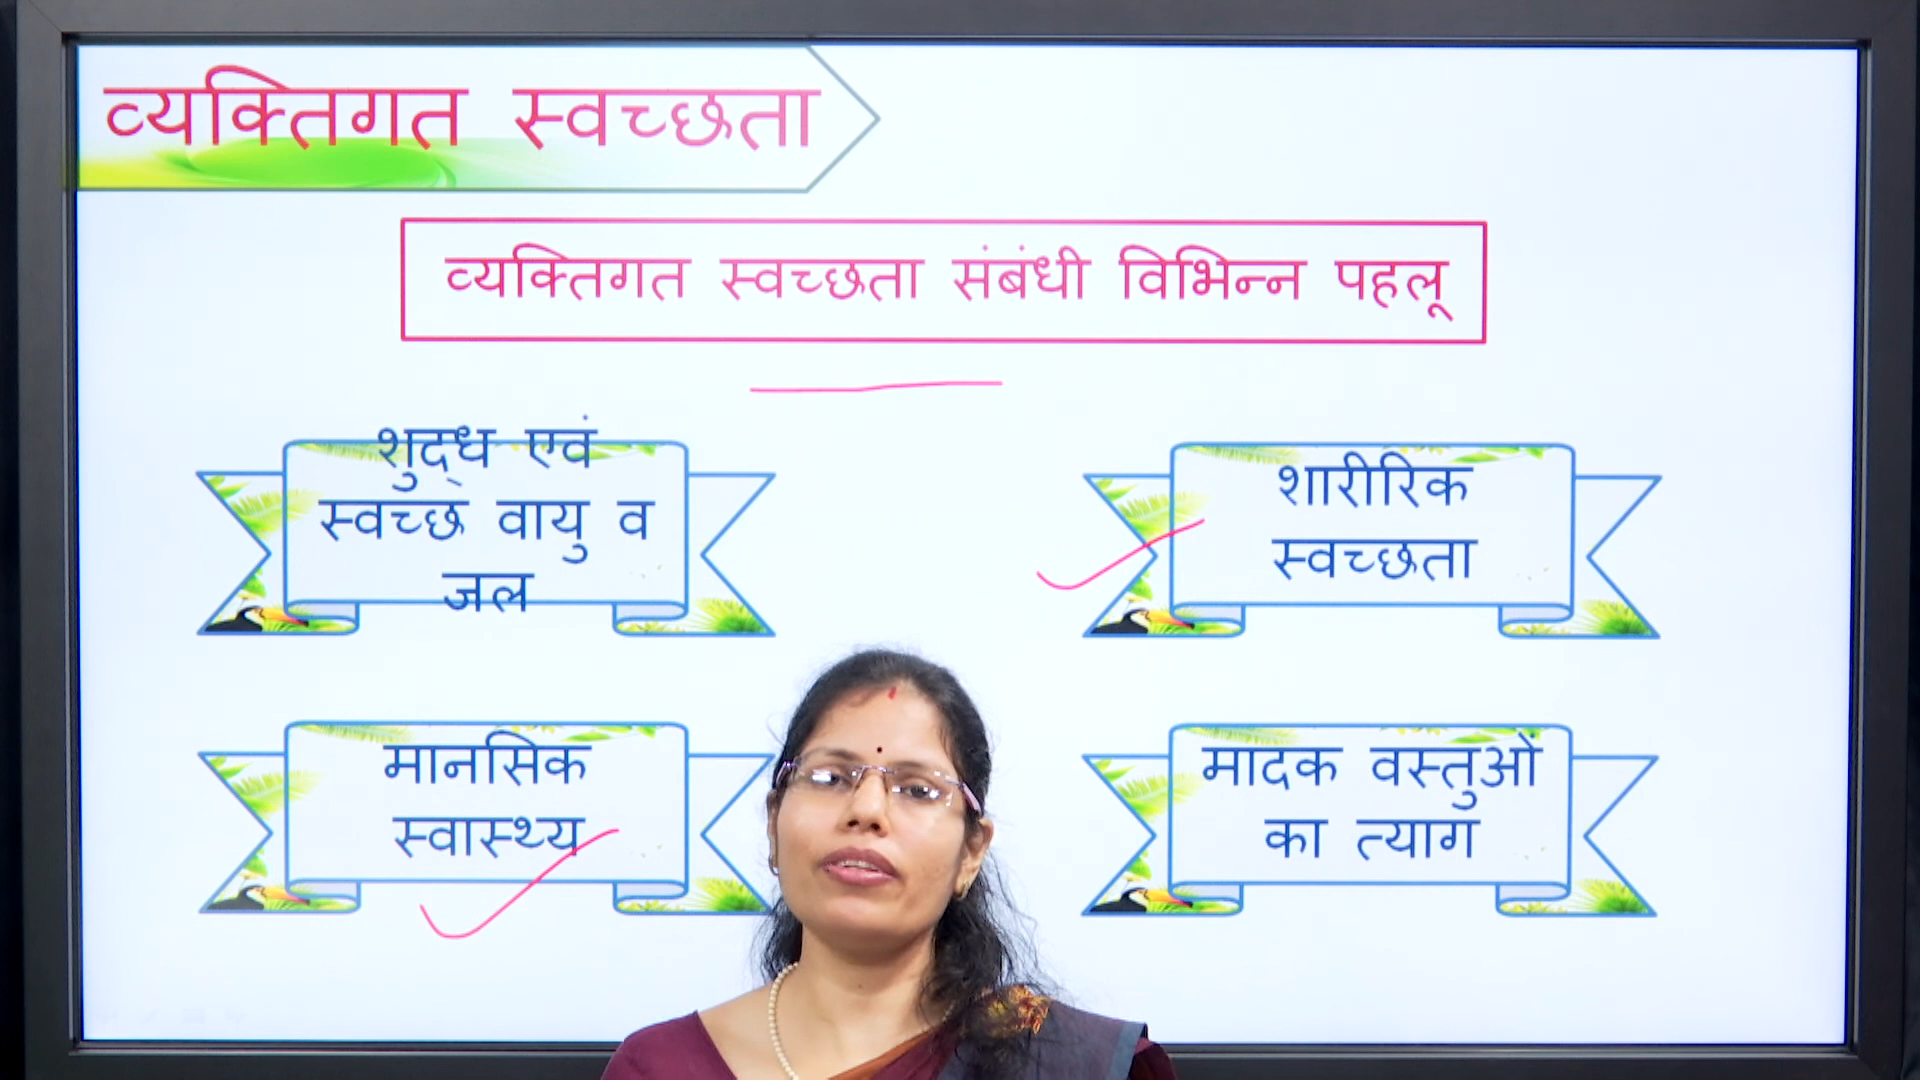 व्यक्तिगत स्वच्छता
व्यक्तिगत स्वच्छता संबंधी विभिन्न पहलू
शुद्ध एवं
स्वच्छ वायु व
जल
शारीरिक
स्वच्छता
मानसिक
स्वास्थ्य
मादक वस्तुओं
का त्याग